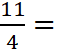 11/4 =